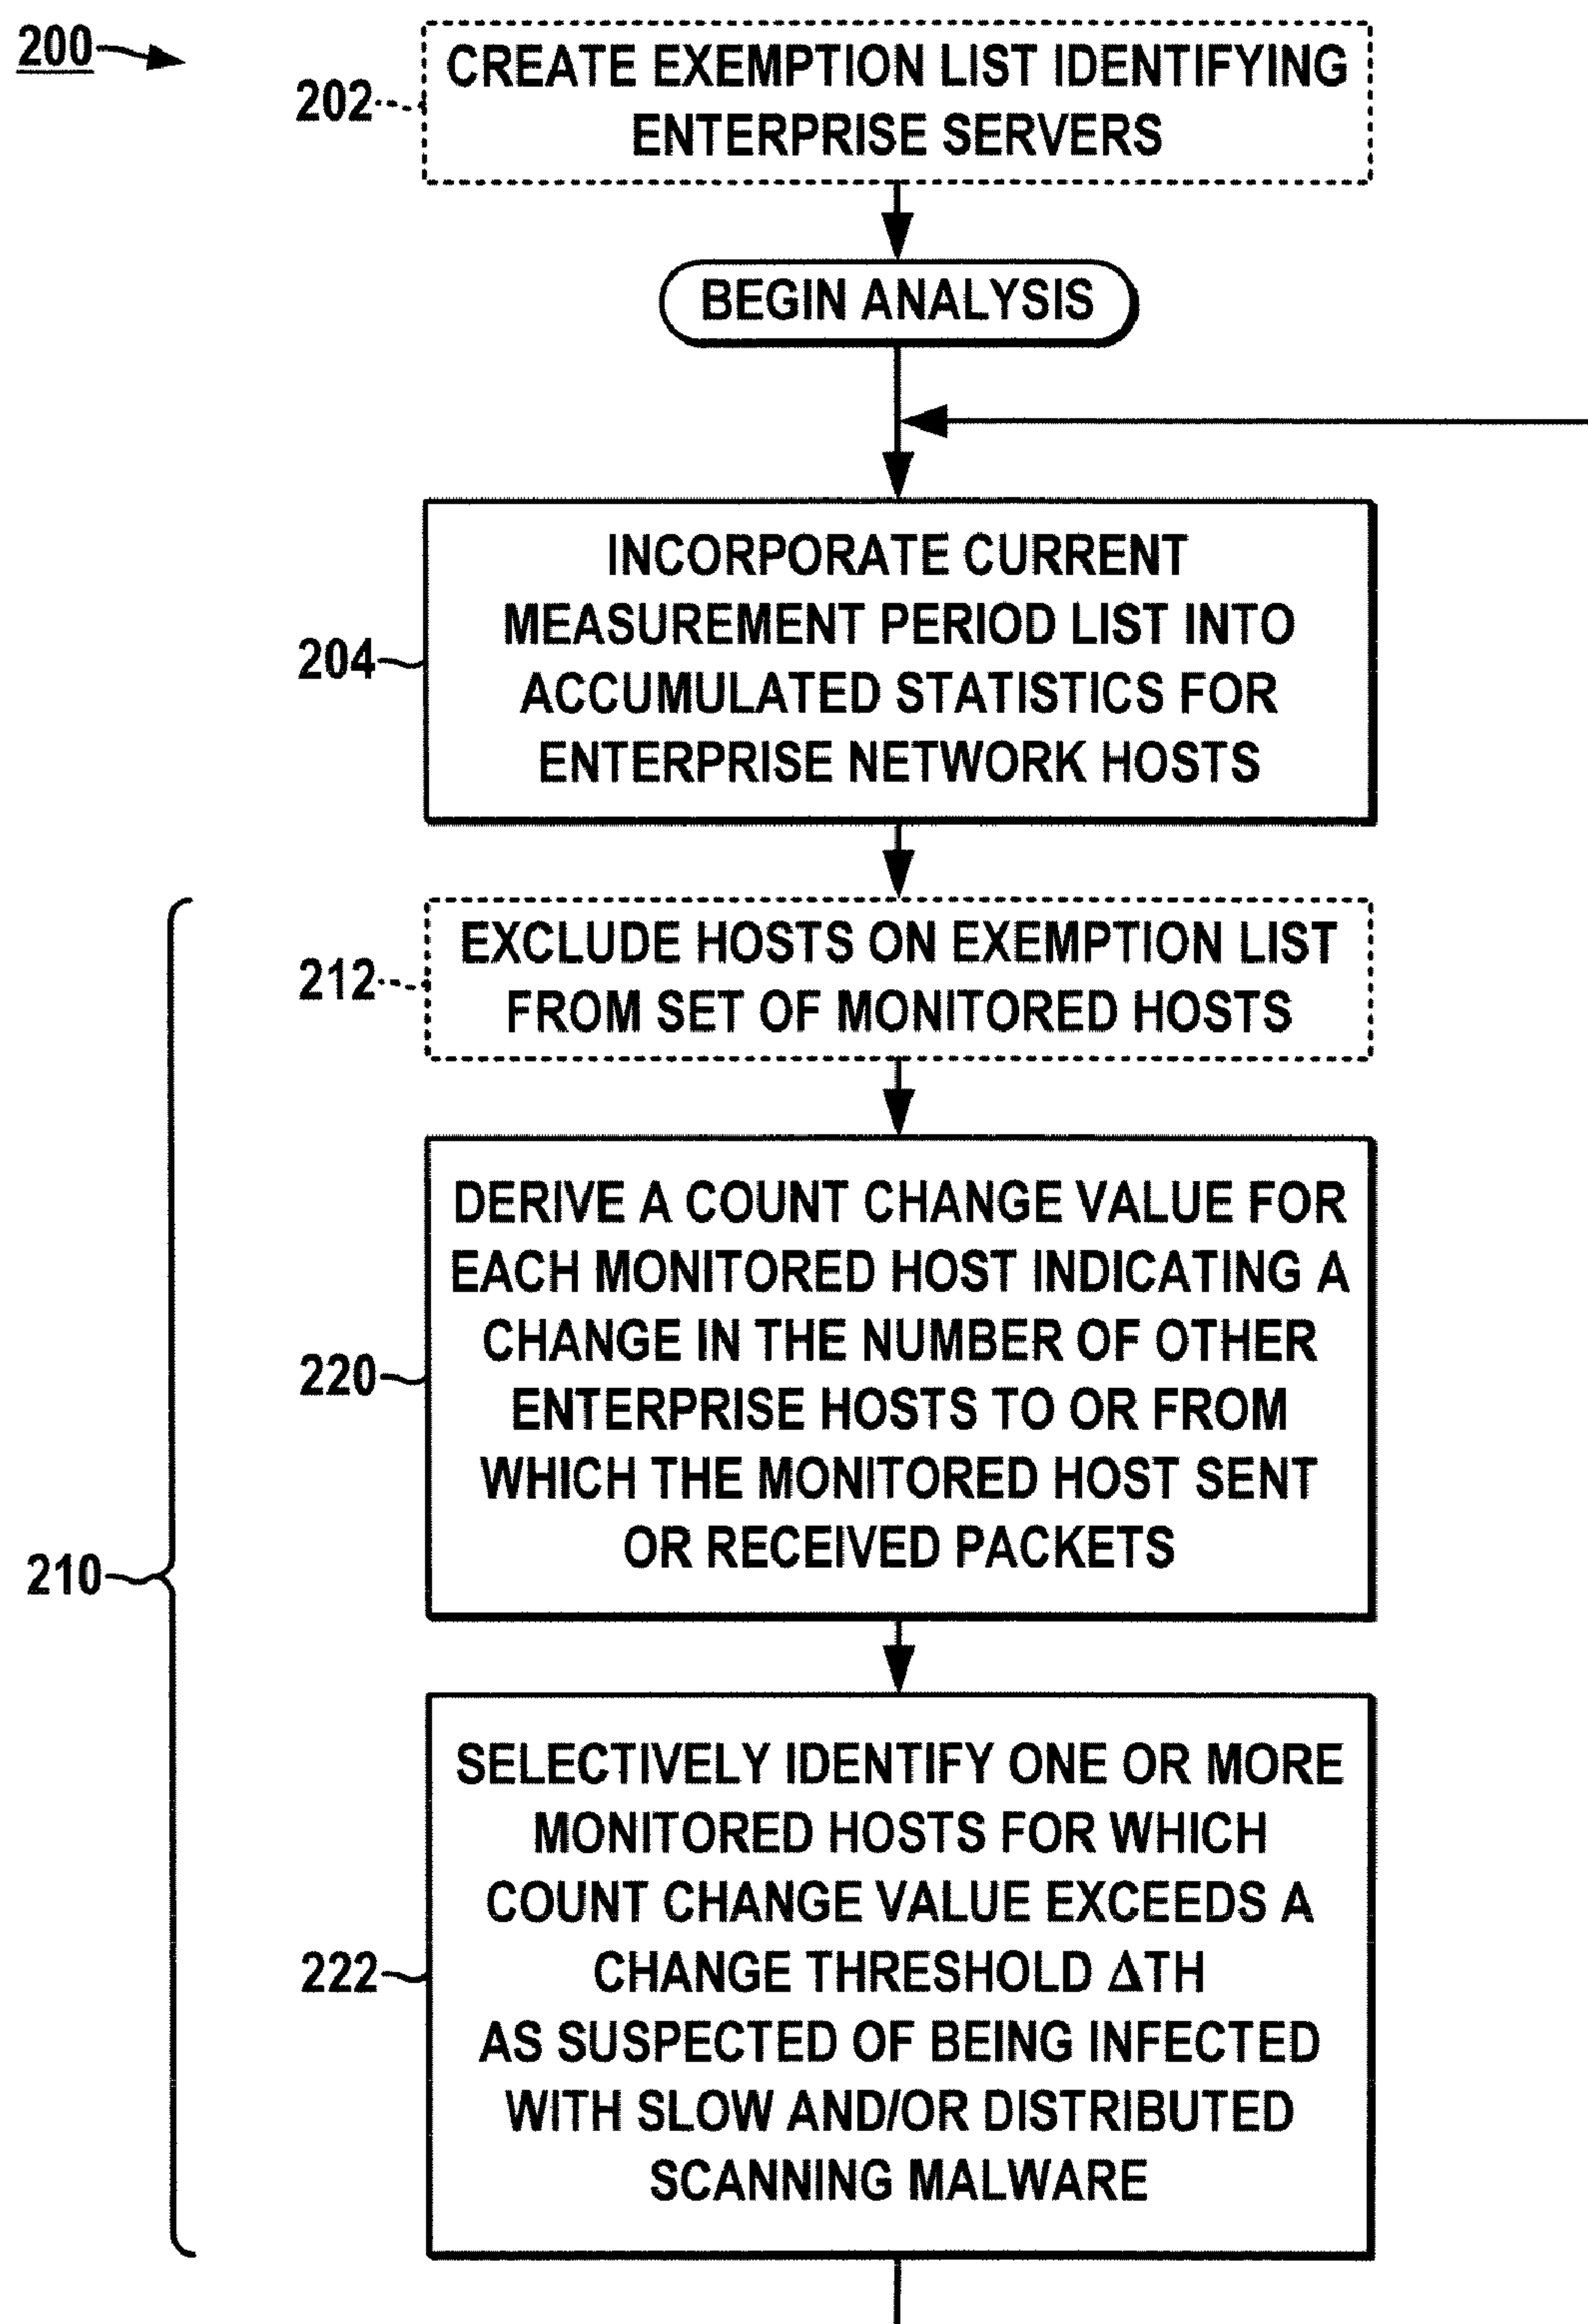 200
202
CREATE EXEMPTION LIST IDENTIFYING
ENTERPRISE SERVERS
BEGIN ANALYSIS
204
INCORPORATE CURRENT
MEASUREMENT PERIOD LIST INTO
ACCUMULATED STATISTICS FOR
ENTERPRISE NETWORK HOSTS
210
212
EXCLUDE HOSTS ON EXEMPTION LIST
FROM SET OF MONITORED HOSTS
220
DERIVE A COUNT CHANGE VALUE FOR
EACH MONITORED HOST INDICATING A
CHANGE IN THE NUMBER OF OTHER
ENTERPRISE HOSTS TO OR FROM
WHICH THE MONITORED HOST SENT
OR RECEIVED PACKETS
222
SELECTIVELY IDENTIFY ONE OR MORE
MONITORED HOSTS FOR WHICH
COUNT CHANGE VALUE EXCEEDS A
CHANGE THRESHOLD ΔTH
AS SUSPECTED OF BEING INFECTED
WITH SLOW AND/OR DISTRIBUTED
SCANNING MALWARE